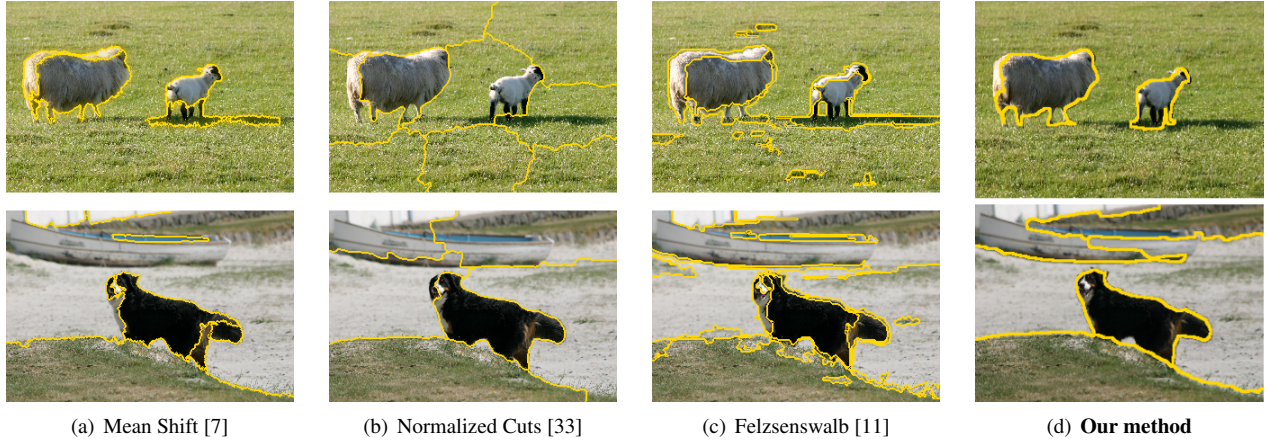 (a) Mean Shift [7]
(b) Normalized Cuts [33]
(c) Felzsenswalb [11]
(d) Our method